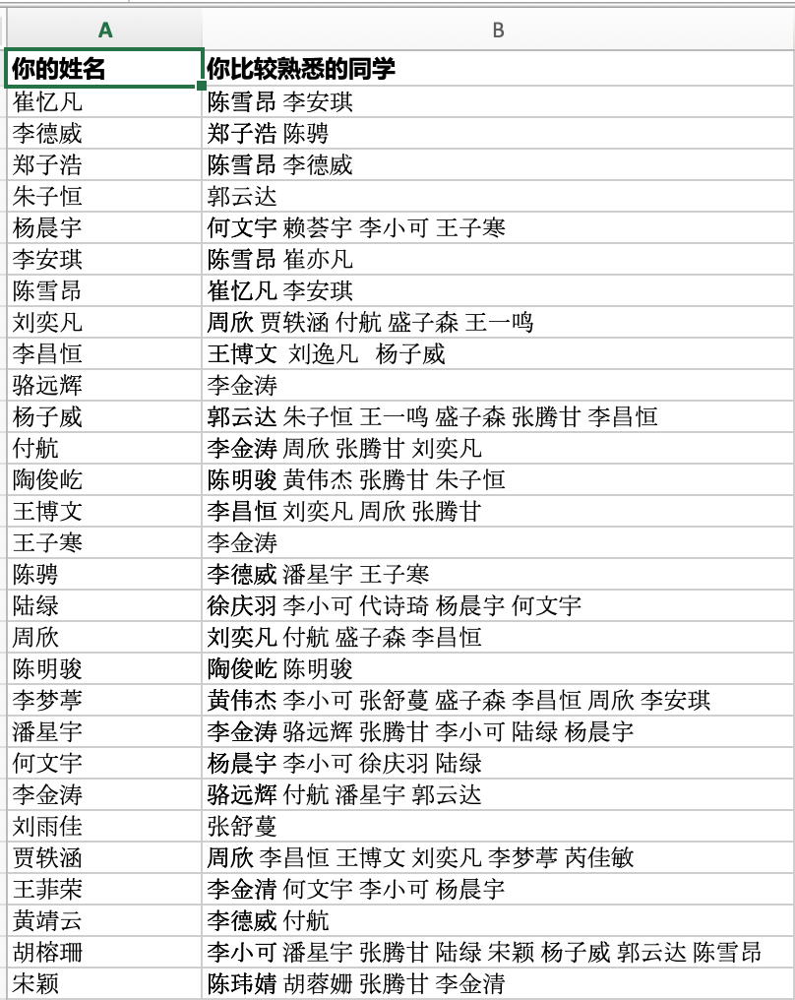 A B
你的姓名 你比较熟悉的同学
崔忆凡 陈雪昂 李安琪
李德威 郑子浩 陈骋
郑子浩 陈雪昂 李德威
朱子恒 郭云达
杨晨宇 何文宇 赖荟宇 李小可 王子寒
李安琪 陈雪昂 崔亦凡
陈雪昂 崔忆凡 李安琪
刘奕凡 周欣 贾轶涵 付航 盛子森 王一鸣
李昌恒 王博文 刘逸凡 杨子威
骆远辉 李金涛
杨子威 郭云达 朱子恒 王一鸣 盛子森 张腾甘 李昌恒
付航 李金涛 周欣 张腾甘 刘奕凡
陶俊屹 陈明骏 黄伟杰 张腾甘 朱子恒
王博文 李昌恒 刘奕凡 周欣 张腾甘
王子寒 李金涛
陈骋 李德威 潘星宇 王子寒
陆绿 徐庆羽 李小可 代诗琦 杨晨宇 何文宇
周欣 刘奕凡 付航 盛子森 李昌恒
陈明骏 陶俊屹 陈明骏
李梦葶 黄伟杰 李小可 张舒蔓 盛子森 李昌恒 周欣 李安琪
潘星宇 李金涛 骆远辉 张腾甘 李小可 陆绿 杨晨宇
何文宇 杨晨宇 李小可 徐庆羽 陆绿
李金涛 骆远辉 付航 潘星宇 郭云达
刘雨佳 张舒蔓
贾轶涵 周欣 李昌恒 王博文 刘奕凡 李梦葶 芮佳敏
王菲荣 李金清 何文宇 李小可 杨晨宇
黄靖云 李德威 付航
胡榕珊 李小可 潘星宇 张腾甘 陆绿 宋颖 杨子威 郭云达 陈雪昂
宋颖 陈玮婧 胡蓉姗 张腾甘 李金清